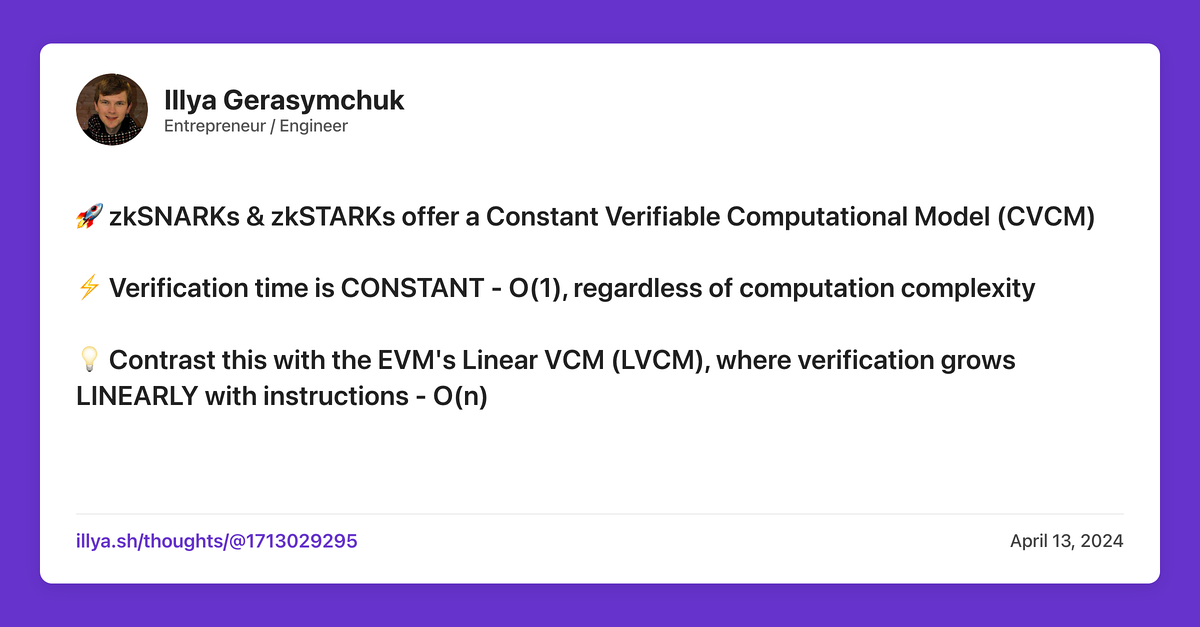 Illya Gerasymchuk
Entrepreneur / Engineer
🚀 zkSNARKs & zkSTARKs offer a Constant Verifiable Computational Model (CVCM)
⚡ Verification time is CONSTANT - O(1), regardless of computation complexity
💡 Contrast this with the EVM's Linear VCM (LVCM), where verification grows
LINEARLY with instructions - O(n)
illya.sh/thoughts/@1713029295
April 13, 2024